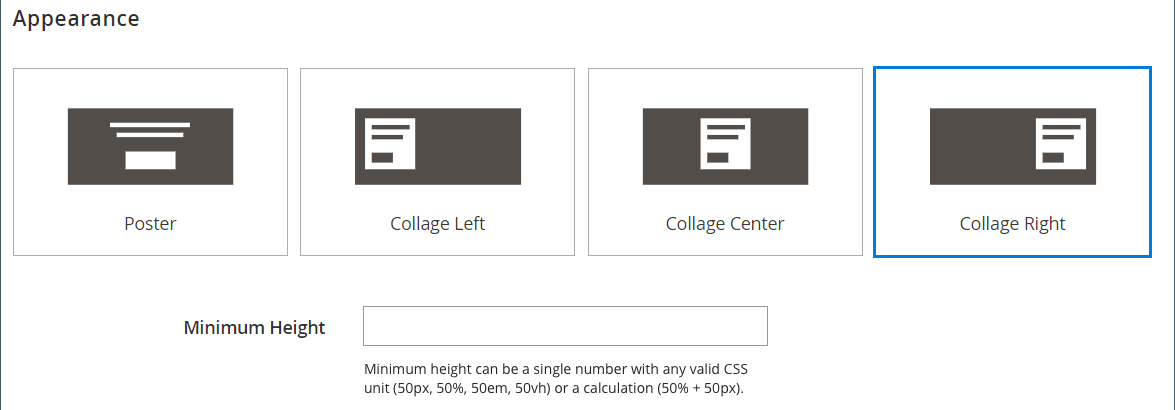 Appearance
Poster
Collage Left
Collage Center
Collage Right
Minimum Height
Minimum height can be a single number with any valid CSS
unit (50px, 50%, 50em, 50vh) or a calculation (50% + 50px).